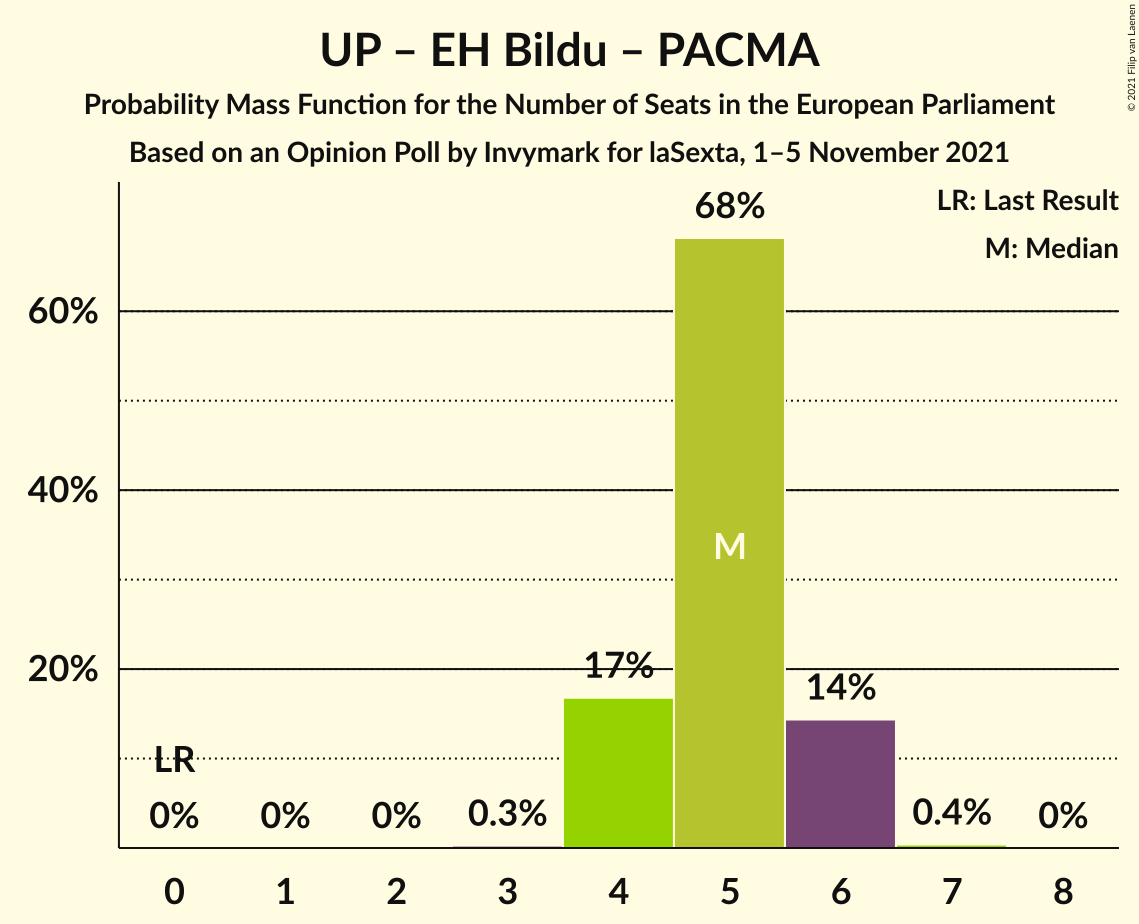 UP – EH Bildu – PACMA
Probability Mass Function for the Number of Seats in the European Parliament
Based on an Opinion Poll by Invymark for laSexta, 1–5 November 2021
© 2021 Filip van Laenen
LR: Last Result
M: Median
68%
60%
40%
M
20%
17%
14%
LR
0%
0%
0%
0.3%
0.4%
0%
0 1 2 3 4 5 6 7 8